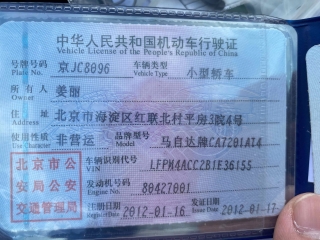 中华人民共和国机动车行驶证
Vehicle License of the People's Republic of China
号牌号码 京JC8096 车辆类型 小型轿车
Plate No. Vehicle Type
所有人 美丽
Owner
住址 北京市海淀区红联北村平房3院4号
Address
使用性质 非营运 品牌型号 马自达牌CA7201AT4
Use Character Model
北京市公 车辆识别代号 LFPM4ACC2B1E36155
安局公安 VIN
交通管理局 发动机号码 80427001
Engine No.
注册日期 2012-01-16 发证日期 2012-01-17
Register Date Issue Date